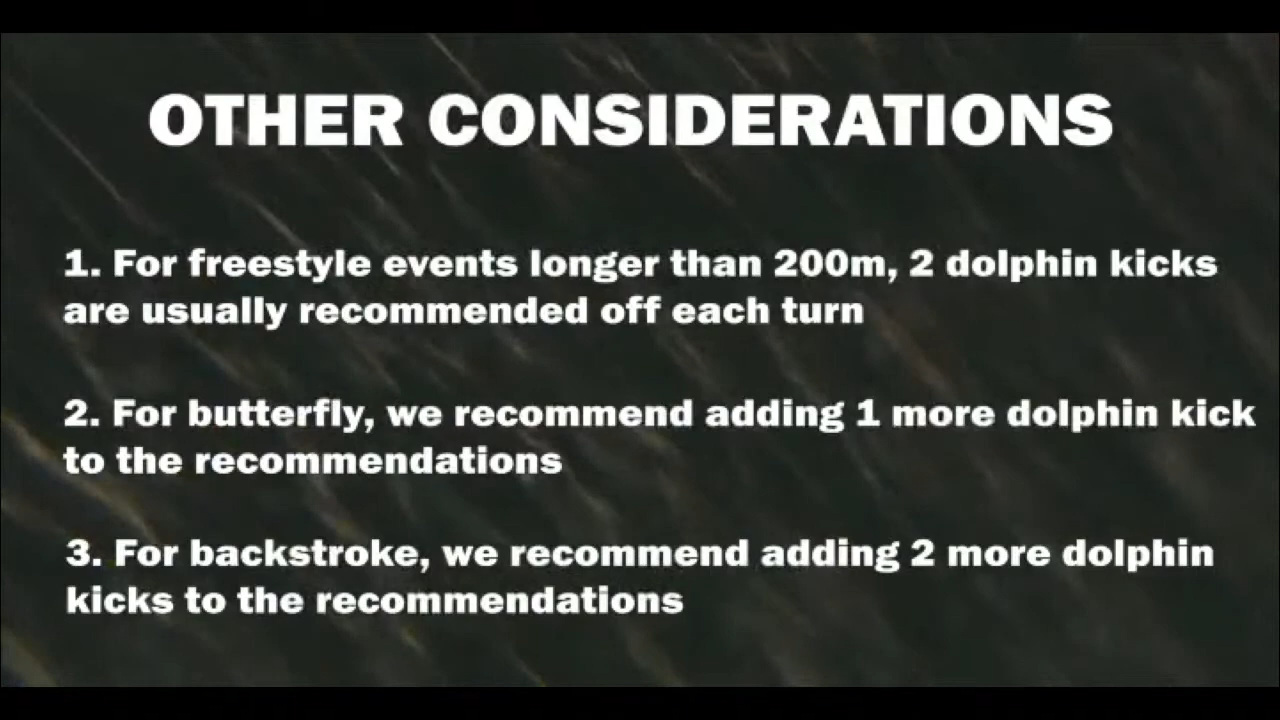 OTHER CONSIDERATIONS
1. For freestyle events longer than 200m, 2 dolphin kicks
are usually recommended off each turn
2. For butterfly, we recommend adding 1 more dolphin kick
to the recommendations
3. For backstroke, we recommend adding 2 more dolphin
kicks to the recommendations